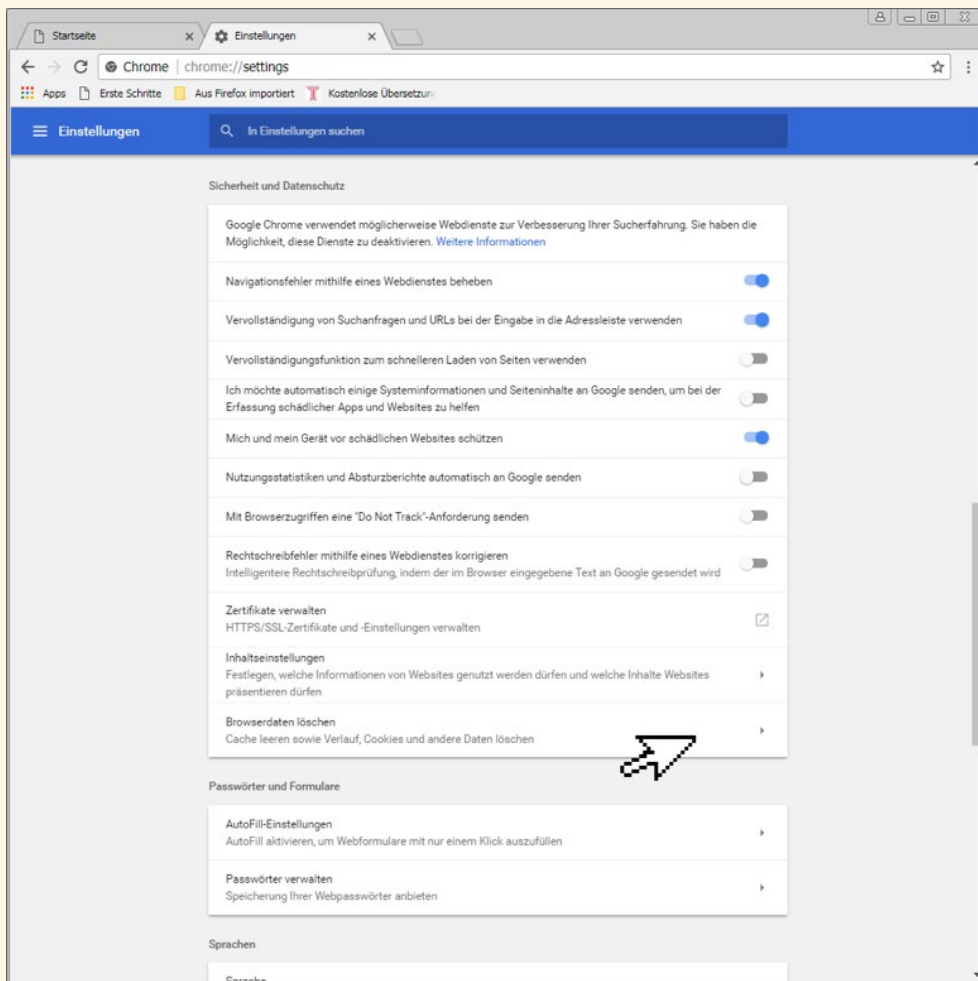 Startseite
Einstellungen
Chrome | chrome://settings
Apps Erste Schritte Aus Firefox importiert Kostenlose Übersetzung
Einstellungen
In Einstellungen suchen
Sicherheit und Datenschutz
Google Chrome verwendet möglicherweise Webdienste zur Verbesserung Ihrer Sucherfahrung. Sie haben die
Möglichkeit, diese Dienste zu deaktivieren. Weitere Informationen
Navigationsfehler mithilfe eines Webdienstes beheben
Vervollständigung von Suchanfragen und URLs bei der Eingabe in die Adressleiste verwenden
Vervollständigungsfunktion zum schnelleren Laden von Seiten verwenden
Ich möchte automatisch einige Systeminformationen und Seiteninhalte an Google senden, um bei der
Erfassung schädlicher Apps und Websites zu helfen
Mich und mein Gerät vor schädlichen Websites schützen
Nutzungsstatistiken und Absturzberichte automatisch an Google senden
Mit Browserzugriffen eine "Do Not Track"-Anforderung senden
Rechtschreibfehler mithilfe eines Webdienstes korrigieren
Intelligentere Rechtschreibprüfung, indem der im Browser eingegebene Text an Google gesendet wird
Zertifikate verwalten
HTTPS/SSL-Zertifikate und -Einstellungen verwalten
Inhaltseinstellungen
Festlegen, welche Informationen von Websites genutzt werden dürfen und welche Inhalte Websites
präsentieren dürfen
Browserdaten löschen
Cache leeren sowie Verlauf, Cookies und andere Daten löschen
Passwörter und Formulare
AutoFill-Einstellungen
AutoFill aktivieren, um Webformulare mit nur einem Klick auszufüllen
Passwörter verwalten
Speicherung Ihrer Webpasswörter anbieten
Sprachen
Sprache